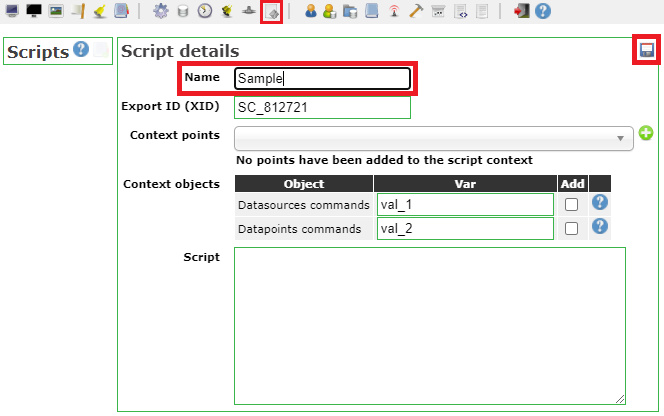 Scripts
Script details
Name Sample
Export ID (XID) SC_812721
Context points
No points have been added to the script context
Context objects Object Var Add
Datasources commands val_1
Datapoints commands val_2
Script